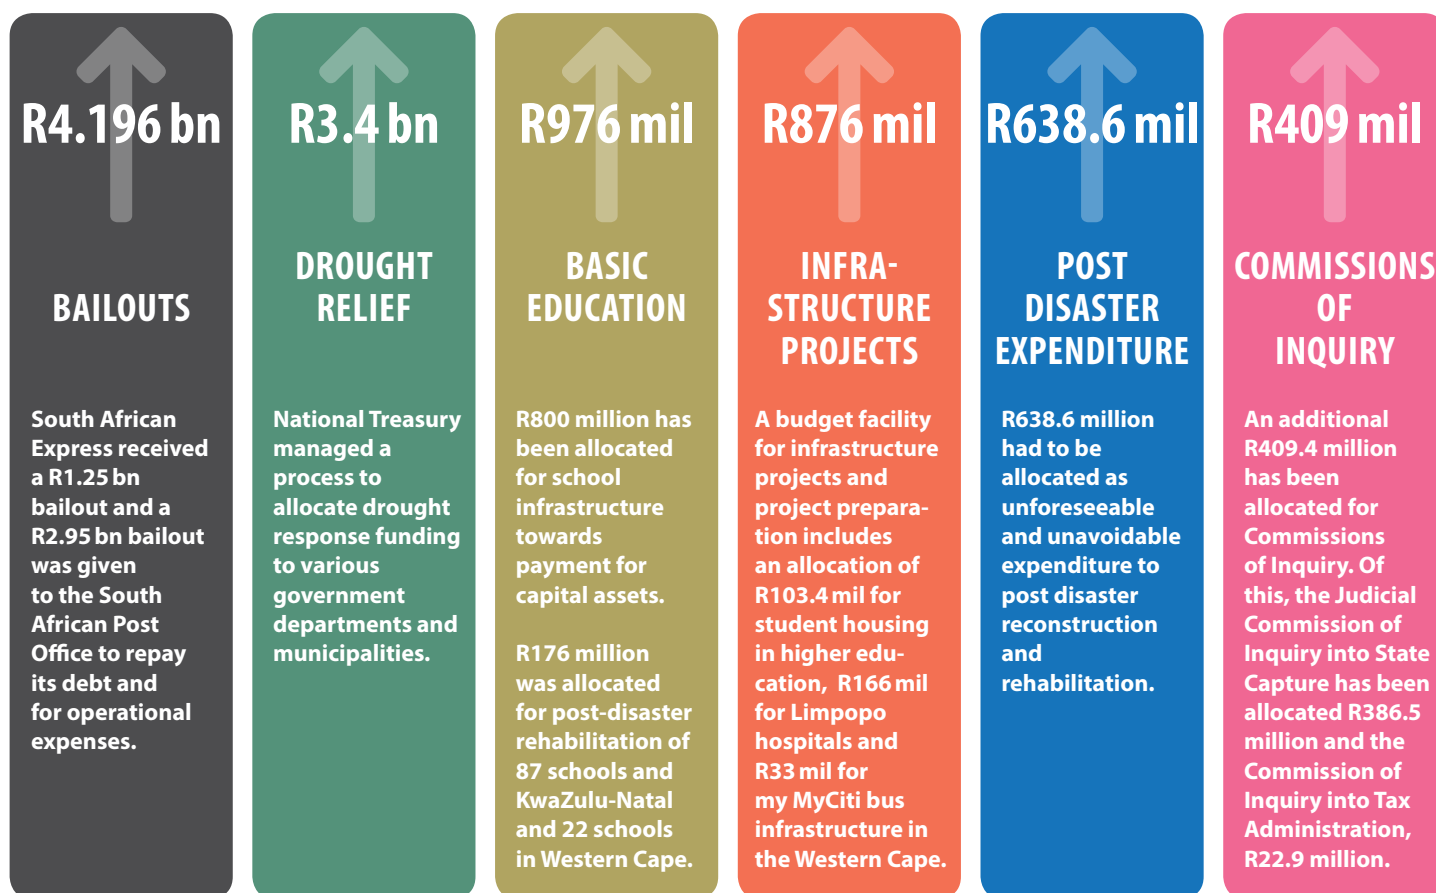 R4.196 bn
BAILOUTS
South African
Express received
a R1.25 bn
bailout and a
R2.95 bn bailout
was given
to the South
African Post
Office to repay
its debt and
for operational
expenses.
R3.4 bn
DROUGHT
RELIEF
National Treasury
managed a
process to
allocate drought
response funding
to various
government
departments and
municipalities.
R976 mil
BASIC
EDUCATION
R800 million has
been allocated
for school
infrastructure
towards
payment for
capital assets.
R176 million
was allocated
for post-disaster
rehabilitation of
87 schools and
KwaZulu-Natal
and 22 schools
in Western Cape.
R876 mil
INFRA-
STRUCTURE
PROJECTS
A budget facility
for infrastructure
projects and
project prepara-
tion includes
an allocation of
R103.4 mil for
student housing
in higher edu-
cation, R166 mil
for Limpopo
hospitals and
R33 mil for
my MyCiti bus
infrastructure in
the Western Cape.
R638.6 mil
POST
DISASTER
EXPENDITURE
R638.6 million
had to be
allocated as
unforeseeable
and unavoidable
expenditure to
post disaster
reconstruction
and
rehabilitation.
R409 mil
COMMISSIONS
OF
INQUIRY
An additional
R409.4 million
has been
allocated for
Commissions
of Inquiry. Of
this, the Judicial
Commission of
Inquiry into State
Capture has been
allocated R386.5
million and the
Commission of
Inquiry into Tax
Administration,
R22.9 million.